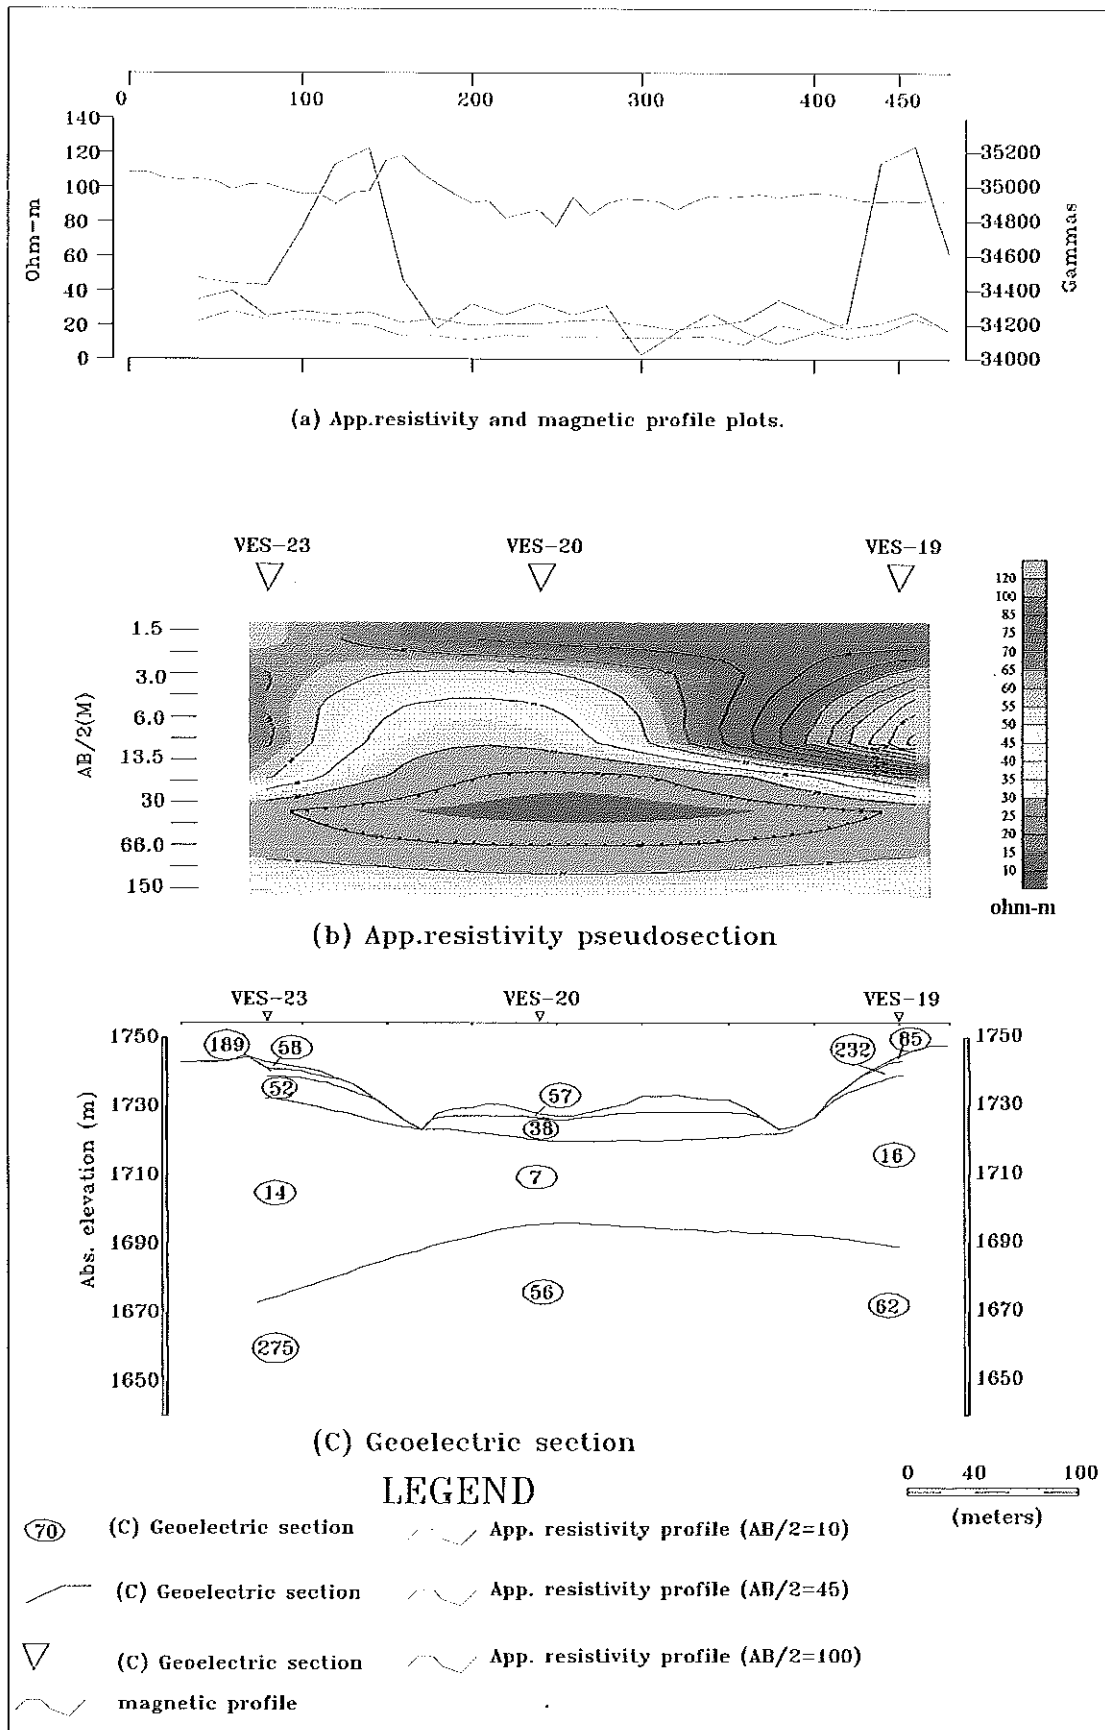 0 100 200 300 400 450
140 120 100 80 60 40 20 0
Ohm-m
35200 35000 34800 34600 34400 34200 34000
Gammas
(a) App.resistivity and magnetic profile plots.
VES-23 VES-20 VES-19
1.5 3.0 6.0 13.5 30 68.0 150
AB/2(M)
120 100 85 75 70 65 60 55 50 45 40 35 30 25 20 15 10
ohm-m
(b) App.resistivity pseudosection
VES-23 VES-20 VES-19
1750 1730 1710 1690 1670 1650
Abs. elevation (m)
189 58 232 85
52 57
38
14 7 16
56 62
275
1750 1730 1710 1690 1670 1650
(C) Geoelectric section
LEGEND
0 40 100
(meters)
70 (C) Geoelectric section App. resistivity profile (AB/2=10)
(C) Geoelectric section App. resistivity profile (AB/2=45)
(C) Geoelectric section App. resistivity profile (AB/2=100)
magnetic profile